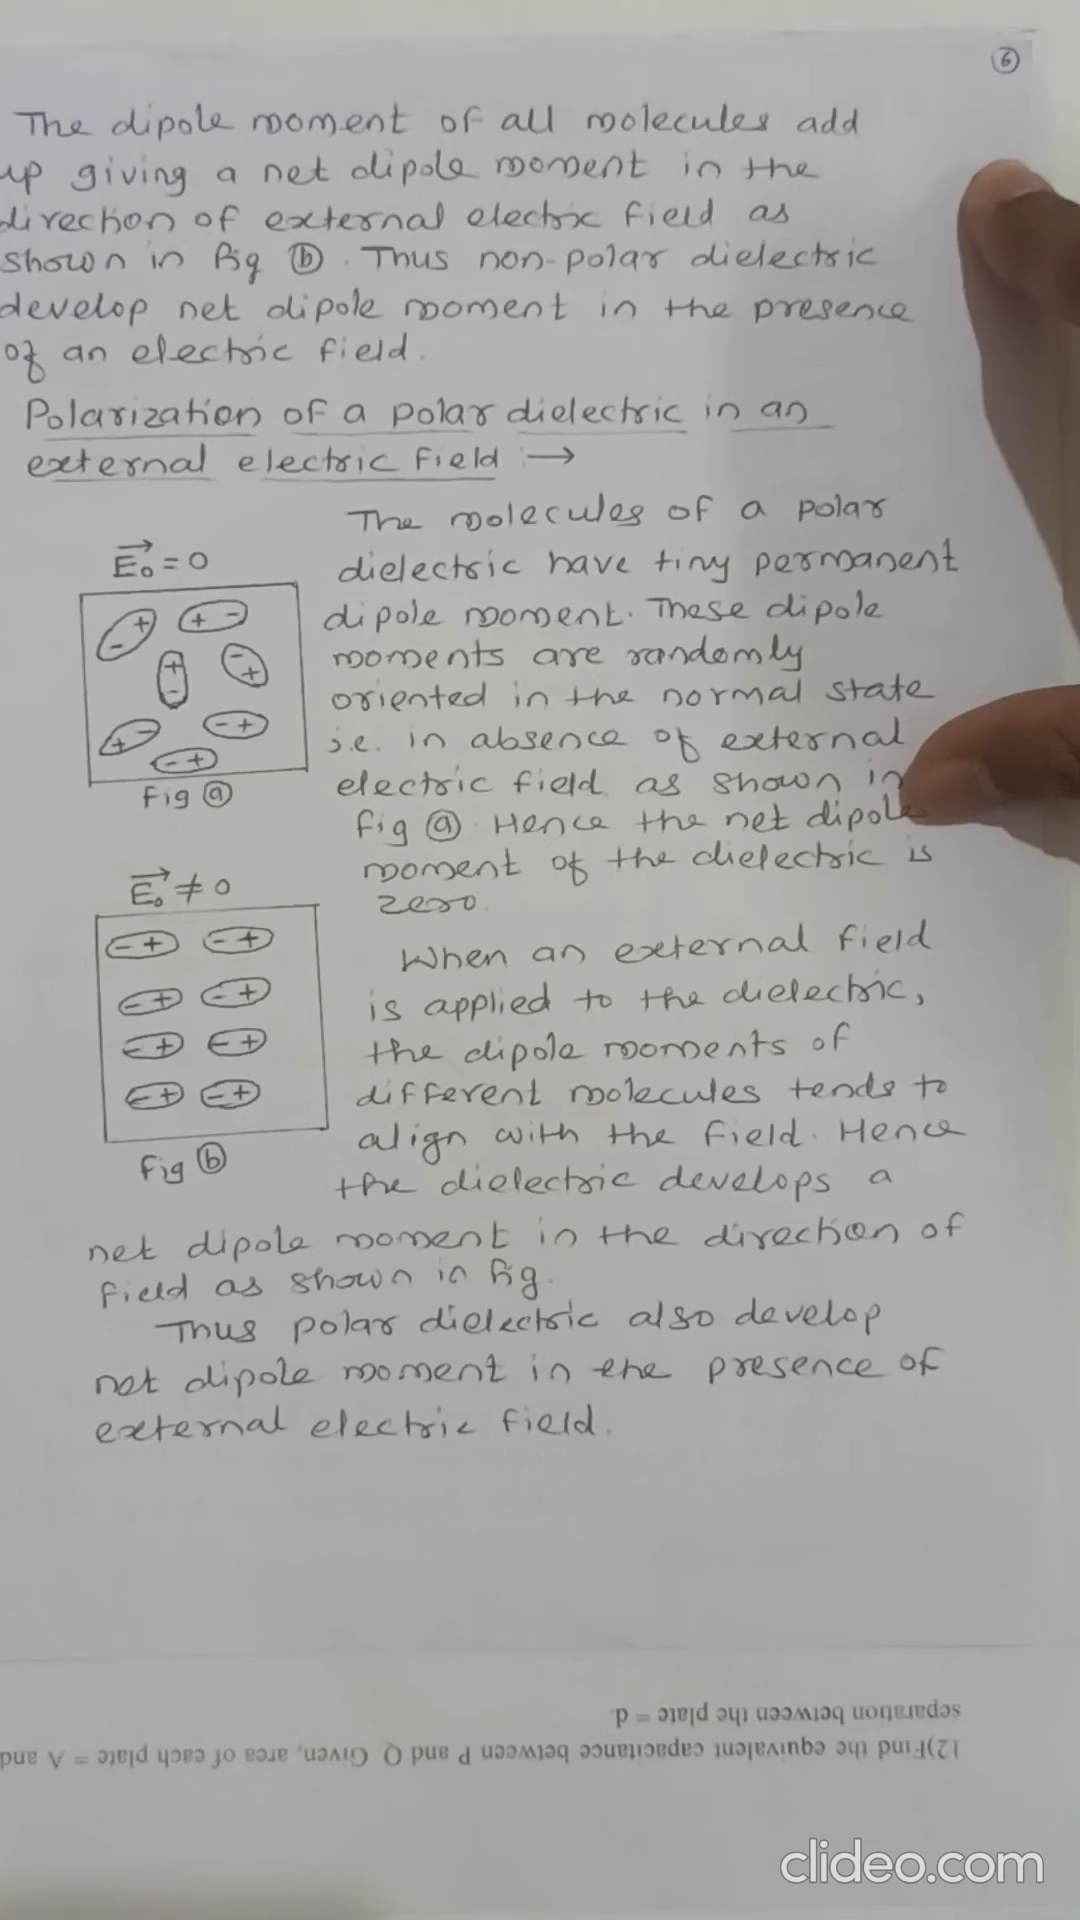 6
The dipole moment of all molecules add
up giving a net dipole moment in the
direction of external electric field as
shown in fig (b). Thus non-polar dielectric
develop net dipole moment in the presence
of an electric field.
Polarization of a polar dielectric in an
external electric field :→
The molecules of a polar
dielectric have tiny permanent
dipole moment. These dipole
moments are randomly
oriented in the normal state
i.e. in absence of external
electric field as shown in
fig (a). Hence the net dipole
moment of the dielectric is
zero.
E₀ = 0
- + + -
+ - - +
+ - - +
- +
Fig (a)
When an external field
is applied to the dielectric,
the dipole moments of
different molecules tends to
align with the field. Hence
the dielectric develops a
E₀ ≠ 0
- + - +
- + - +
- + - +
- + - +
Fig (b)
net dipole moment in the direction of
field as shown in fig.
Thus polar dielectric also develop
net dipole moment in the presence of
external electric field.
12)Find the equivalent capacitance between P and Q Given, area of each plate = A and
separation between the plate = d.
clideo.com